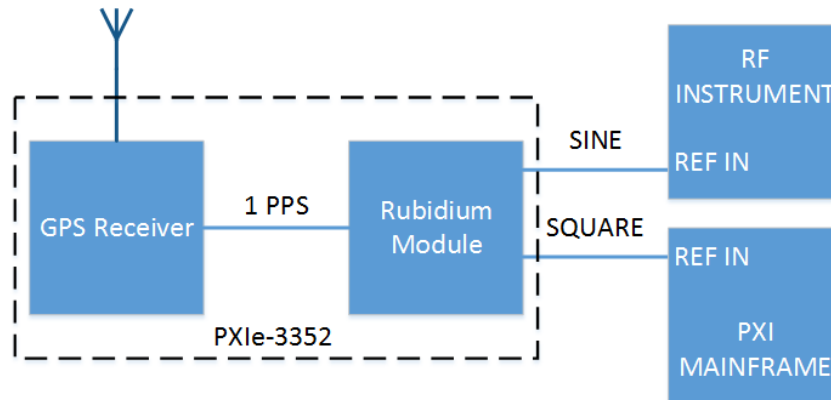 RF
INSTRUMENT
SINE
REF IN
GPS Receiver
1 PPS
Rubidium
Module
SQUARE
REF IN
PXIe-3352
PXI
MAINFRAME